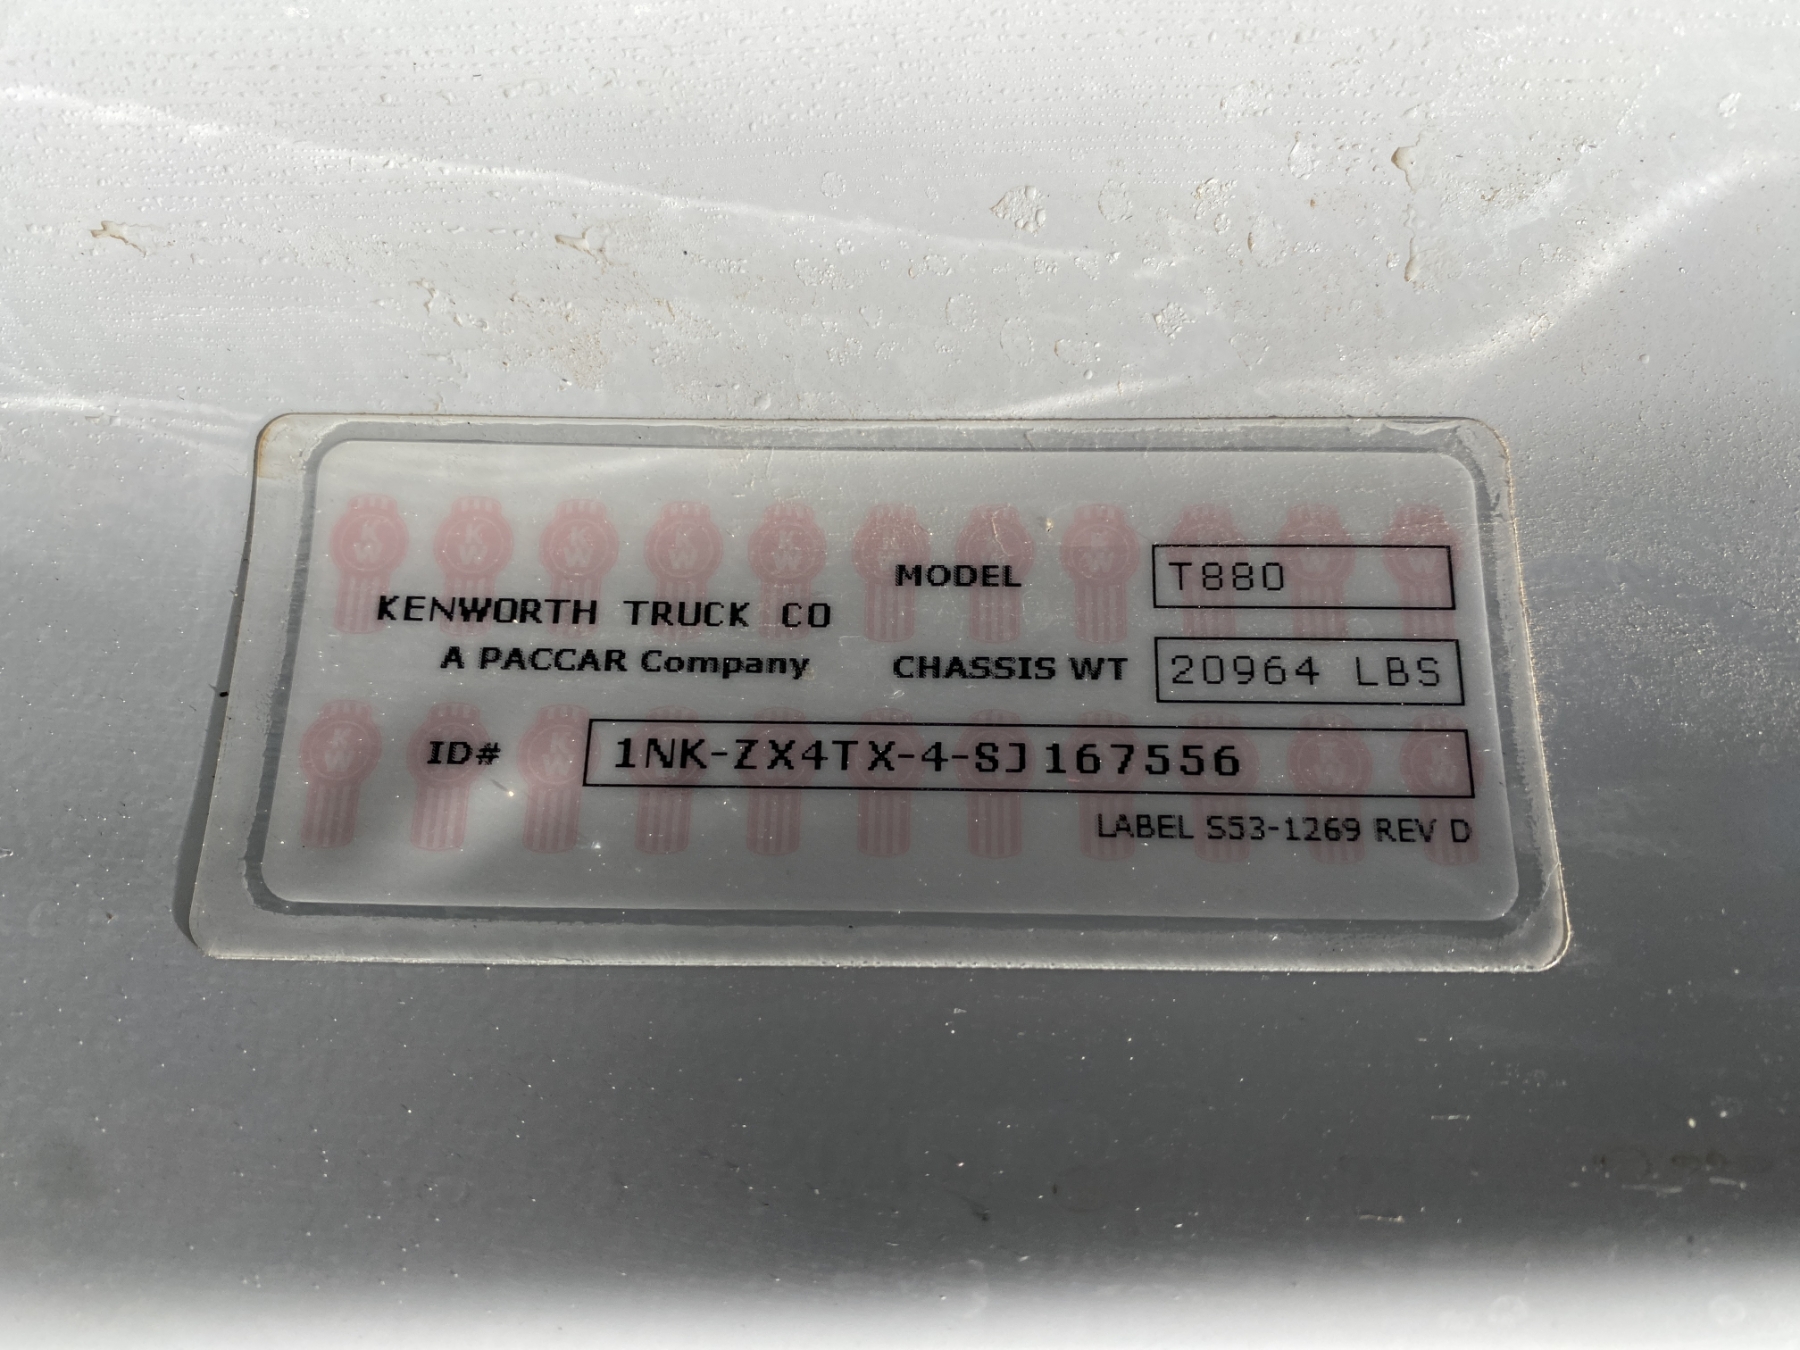 MODEL T880
KENWORTH TRUCK CO
A PACCAR Company
CHASSIS WT 20964 LBS
ID# 1NK-ZX4TX-4-SJ167556
LABEL S53-1269 REV D